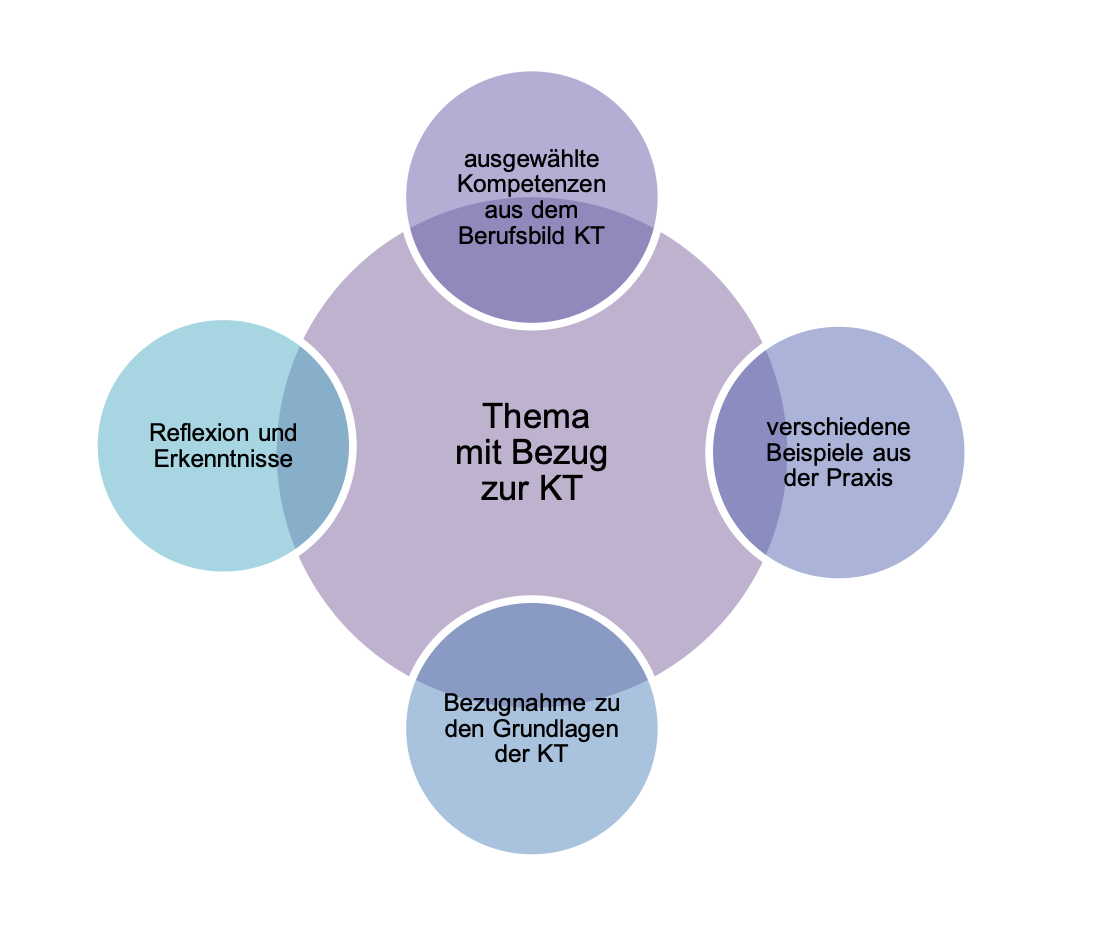 ausgewählte
Kompetenzen
aus dem
Berufsbild KT
Thema
mit Bezug
zur KT
verschiedene
Beispiele aus
der Praxis
Bezugnahme zu
den Grundlagen
der KT
Reflexion und
Erkenntnisse